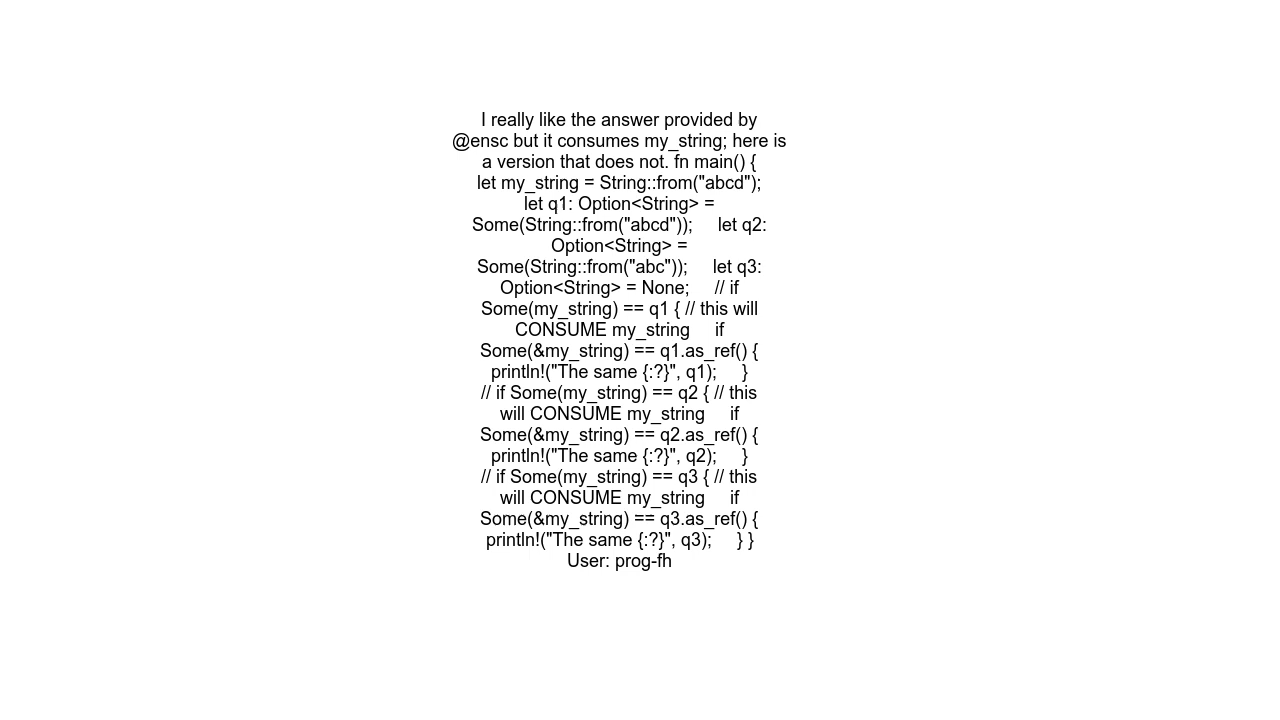 I really like the answer provided by
@ensc but it consumes my_string; here is
a version that does not. fn main() {
let my_string = String::from("abcd");
let q1: Option<String> =
Some(String::from("abcd"));     let q2:
Option<String> =
Some(String::from("abc"));     let q3:
Option<String> = None;     // if
Some(my_string) == q1 { // this will
CONSUME my_string     if
Some(&my_string) == q1.as_ref() {
println!("The same {:?}", q1);     }
// if Some(my_string) == q2 { // this
will CONSUME my_string     if
Some(&my_string) == q2.as_ref() {
println!("The same {:?}", q2);     }
// if Some(my_string) == q3 { // this
will CONSUME my_string     if
Some(&my_string) == q3.as_ref() {
println!("The same {:?}", q3);     } }
User: prog-fh